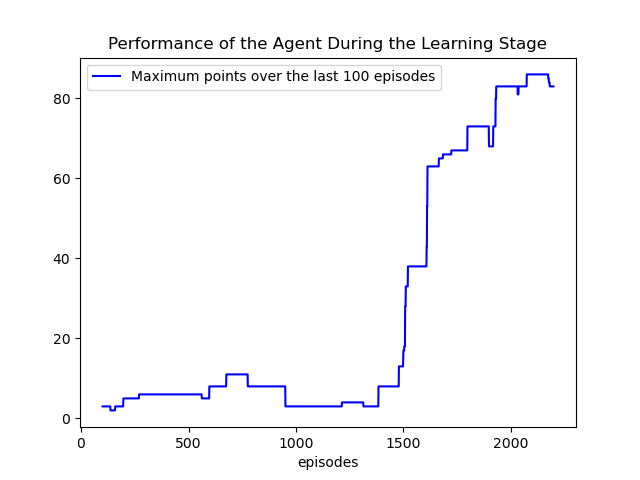 Performance of the Agent During the Learning Stage
Maximum points over the last 100 episodes
80
60
40
20
0
0 500 1000 1500 2000
episodes